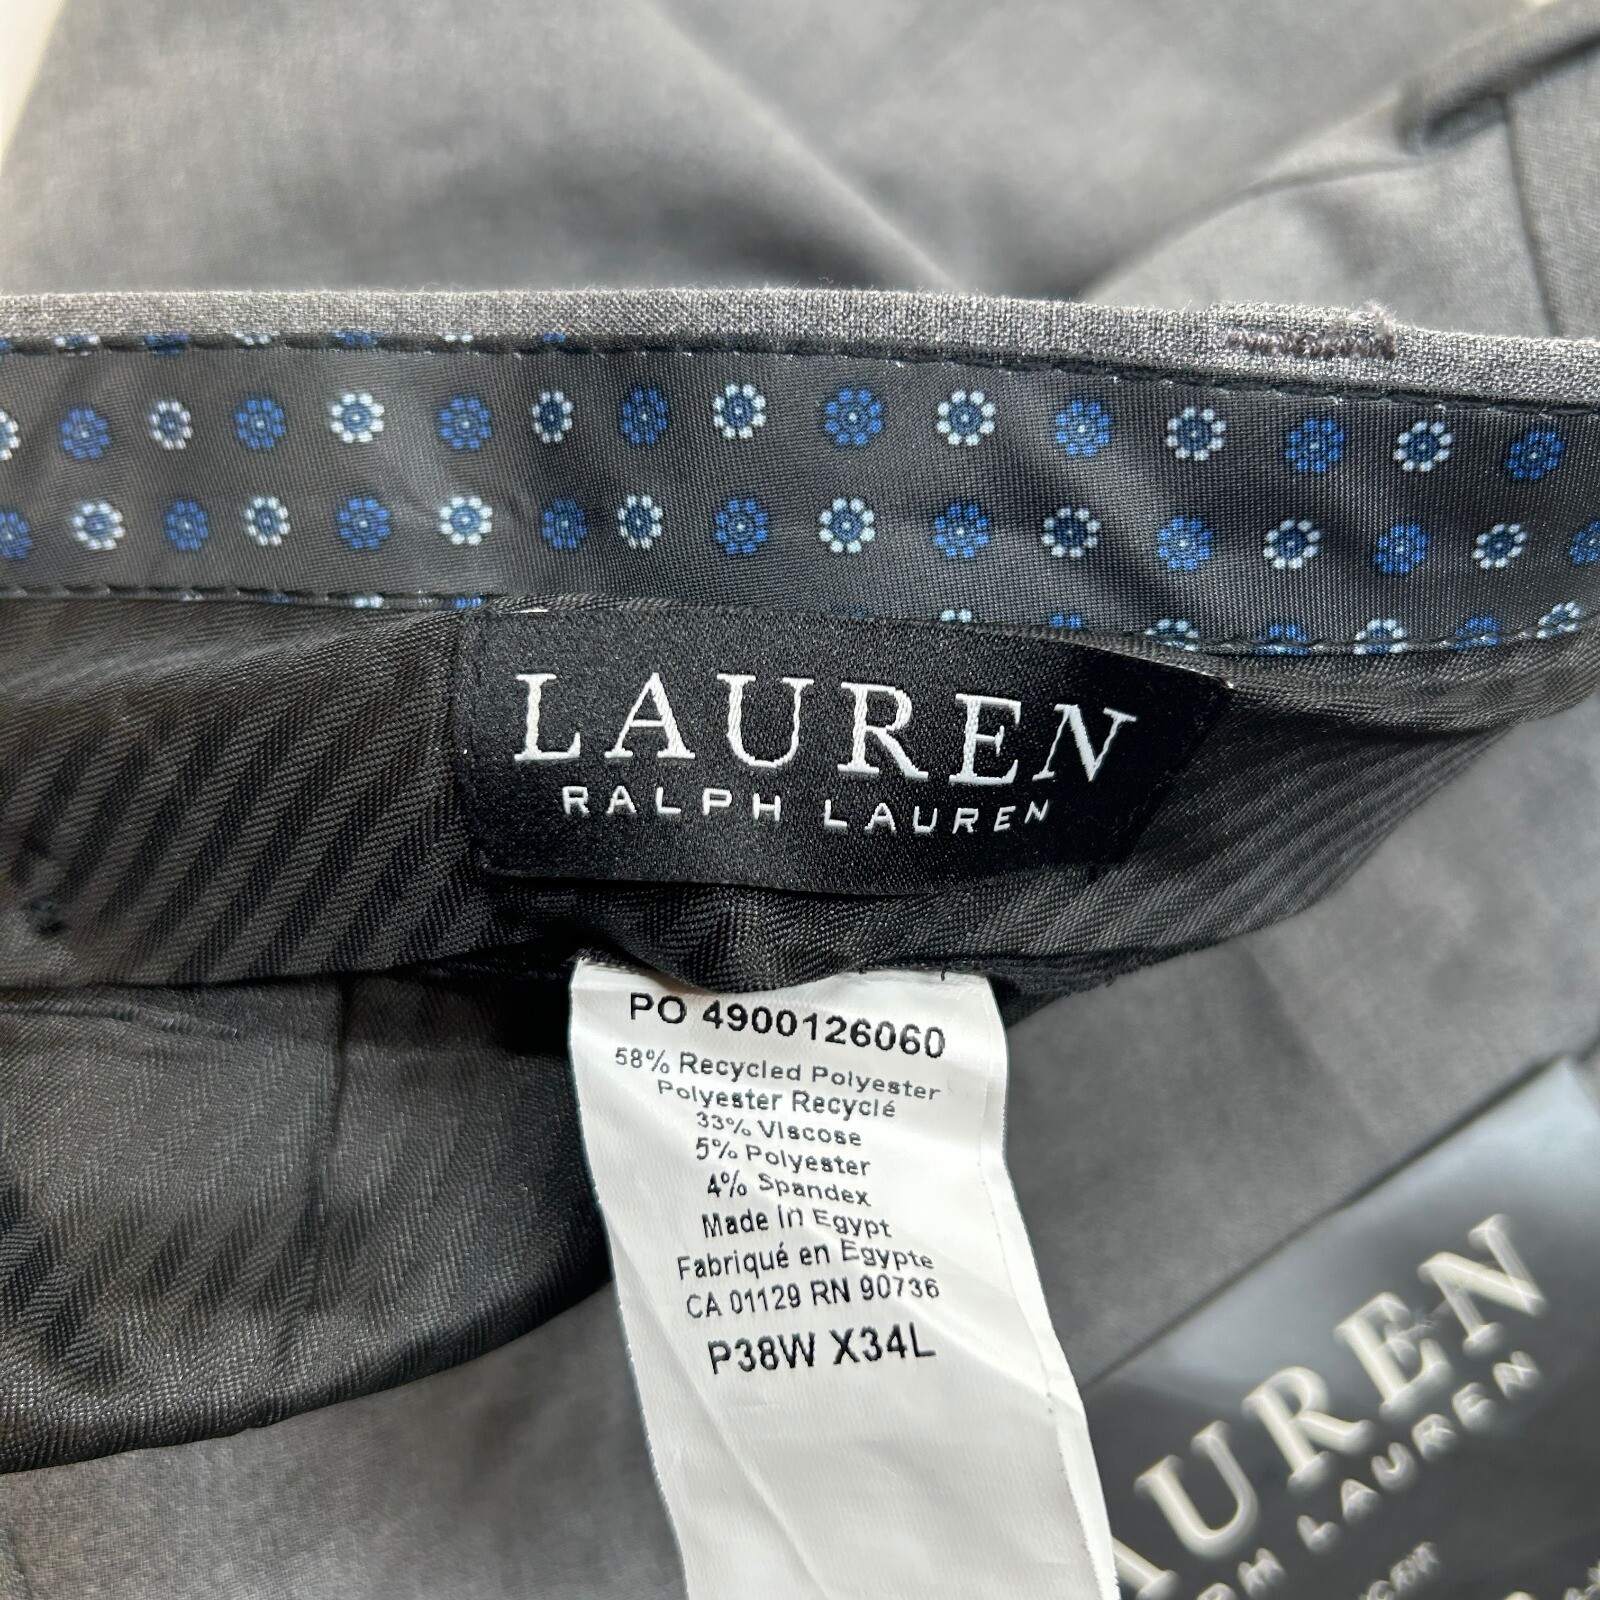 LAUREN
RALPH LAUREN
PO 4900126060
58% Recycled Polyester
Polyester Recyclé
33% Viscose
5% Polyester
4% Spandex
Made in Egypt
Fabriqué en Egypte
CA 01129 RN 90736
P38W X34L
AUREN
PH LAUREN